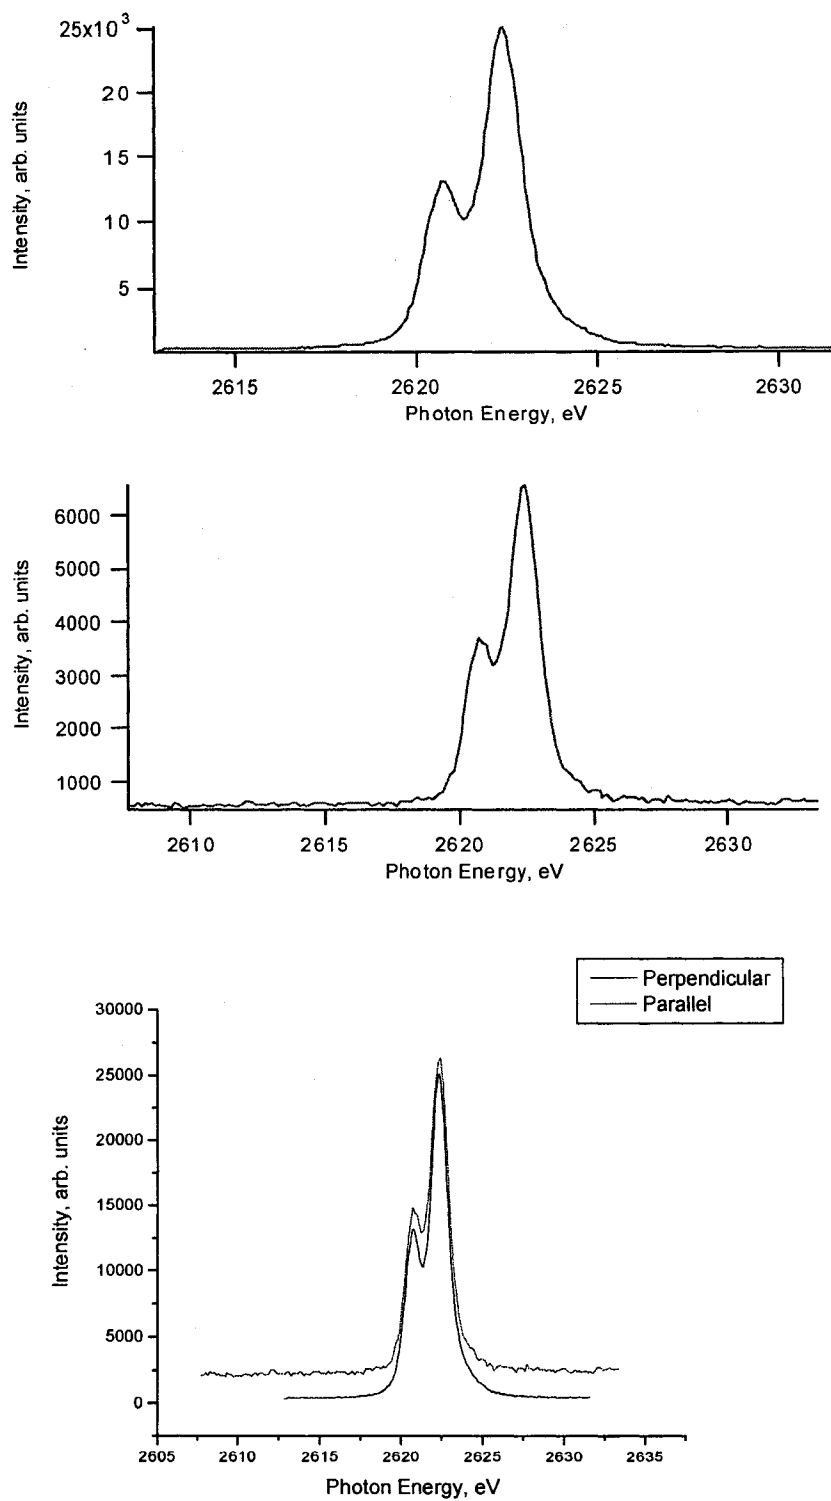 25x10³
20
15
10
5
Intensity, arb. units
2615 2620 2625 2630
Photon Energy, eV
6000
5000
4000
3000
2000
1000
Intensity, arb. units
2610 2615 2620 2625 2630
Photon Energy, eV
Perpendicular
Parallel
30000
25000
20000
15000
10000
5000
0
Intensity, arb. units
2605 2610 2615 2620 2625 2630 2635
Photon Energy, eV